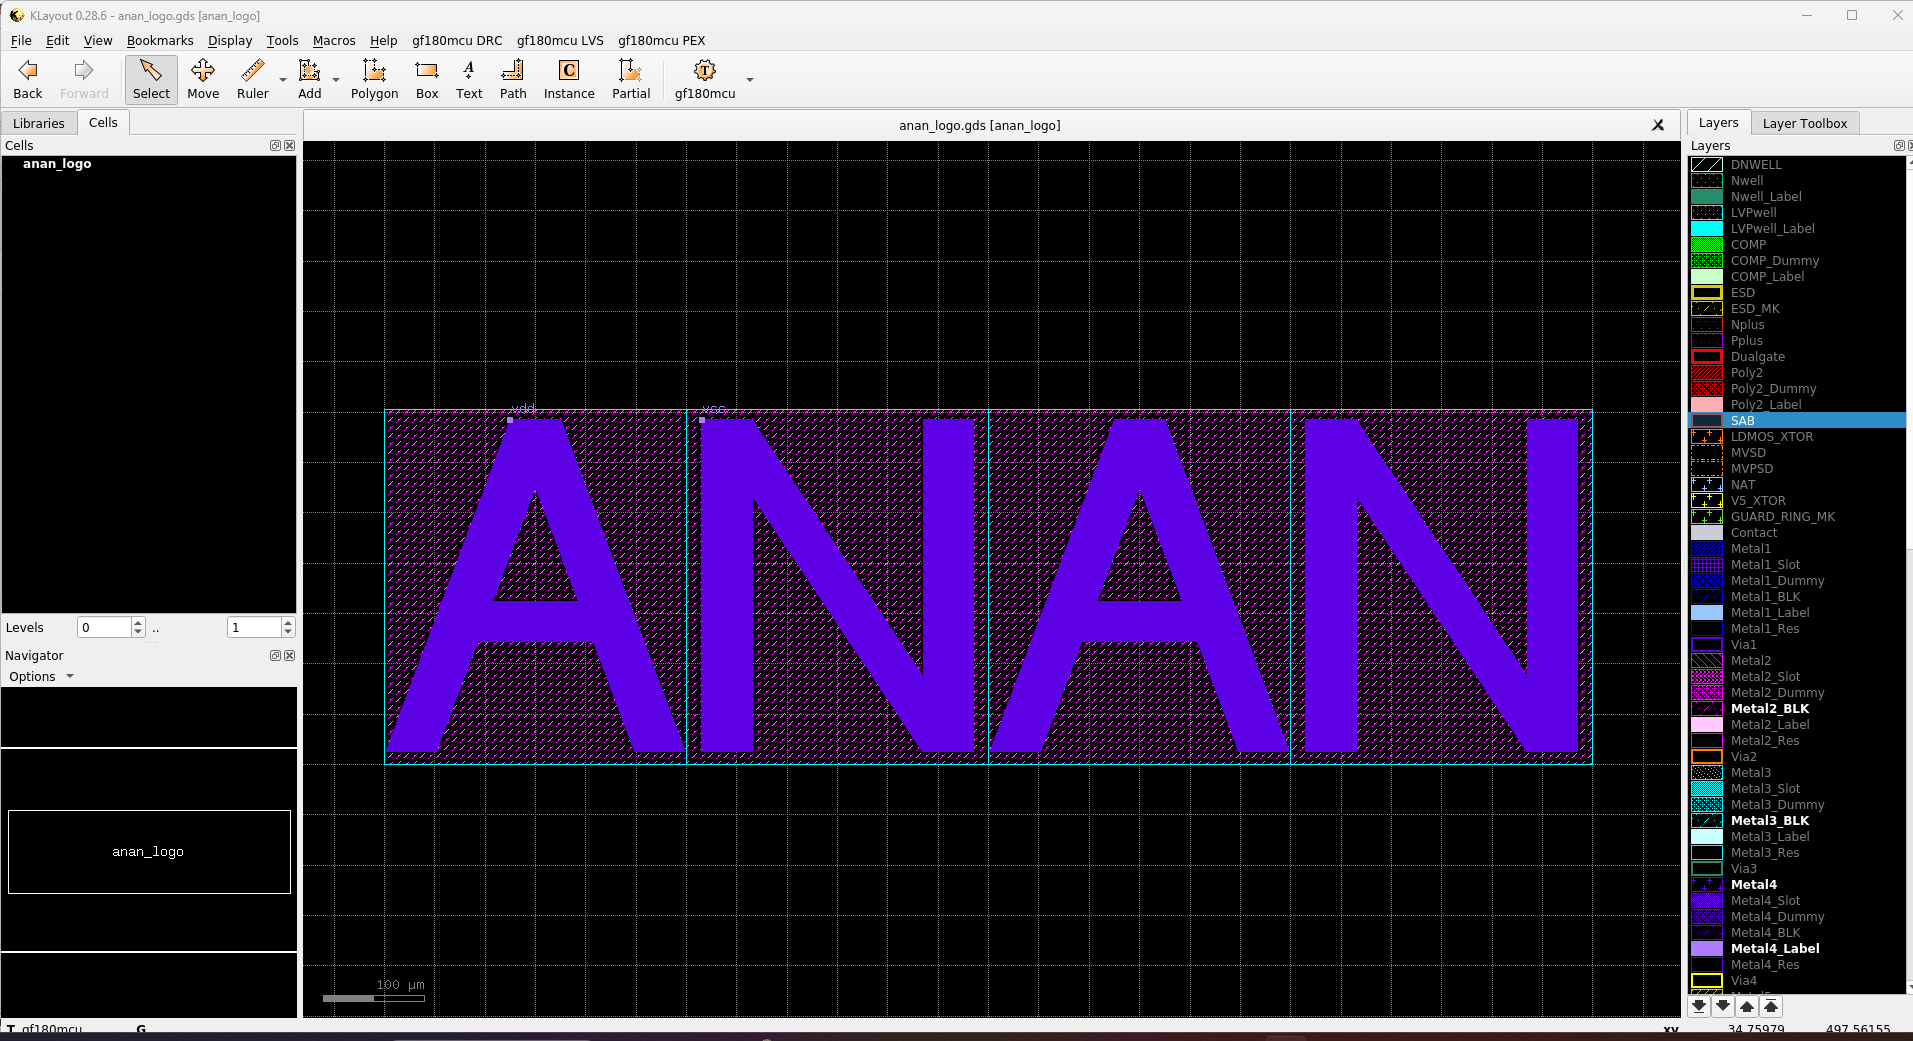 KLayout 0.28.6 - anan_logo.gds [anan_logo]
File Edit View Bookmarks Display Tools Macros Help gf180mcu DRC gf180mcu LVS gf180mcu PEX
Back Forward Select Move Ruler Add Polygon Box Text Path Instance Partial gf180mcu
Libraries Cells
Cells
anan_logo
Levels 0 .. 1
Navigator
Options
anan_logo
anan_logo.gds [anan_logo]
vdd vcc
ANAN
100 µm
Layers Layer Toolbox
Layers
DNWELL
Nwell
Nwell_Label
LVPwell
LVPwell_Label
COMP
COMP_Dummy
COMP_Label
ESD
ESD_MK
Nplus
Pplus
Dualgate
Poly2
Poly2_Dummy
Poly2_Label
SAB
LDMOS_XTOR
MVSD
MVPSD
NAT
V5_XTOR
GUARD_RING_MK
Contact
Metal1
Metal1_Slot
Metal1_Dummy
Metal1_BLK
Metal1_Label
Metal1_Res
Via1
Metal2
Metal2_Slot
Metal2_Dummy
Metal2_BLK
Metal2_Label
Metal2_Res
Via2
Metal3
Metal3_Slot
Metal3_Dummy
Metal3_BLK
Metal3_Label
Metal3_Res
Via3
Metal4
Metal4_Slot
Metal4_Dummy
Metal4_BLK
Metal4_Label
Metal4_Res
Via4
T gf180mcu G xy 34.75979 497.56155